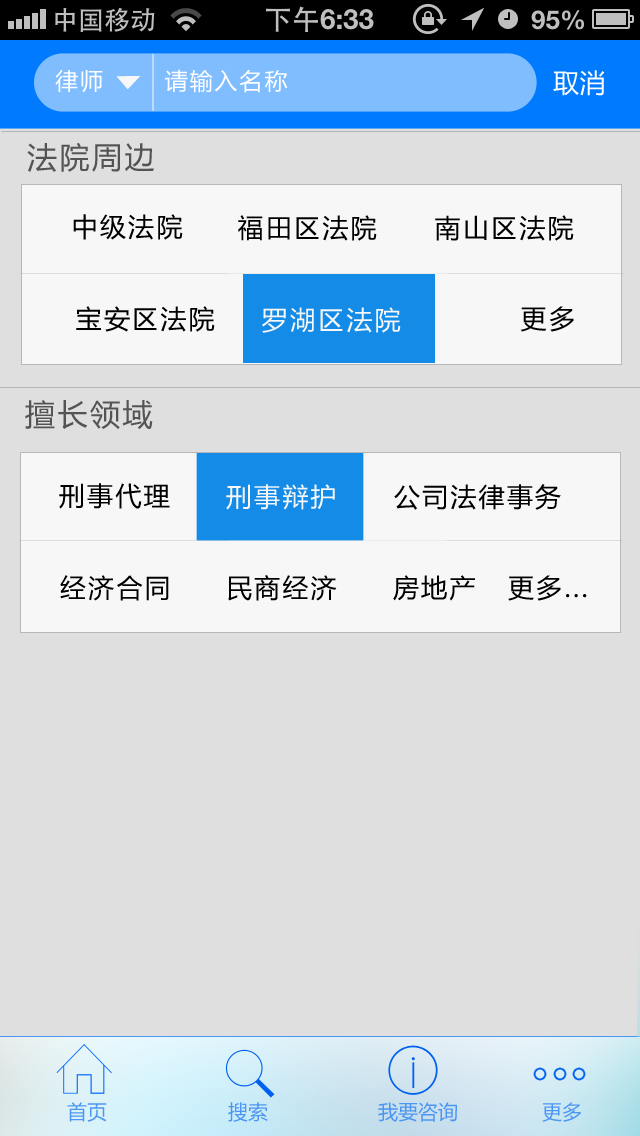 中国移动 下午6:33 95%
律师 请输入名称 取消
法院周边
中级法院 福田区法院 南山区法院
宝安区法院 罗湖区法院 更多
擅长领域
刑事代理 刑事辩护 公司法律事务
经济合同 民商经济 房地产 更多...
首页 搜索 我要咨询 更多